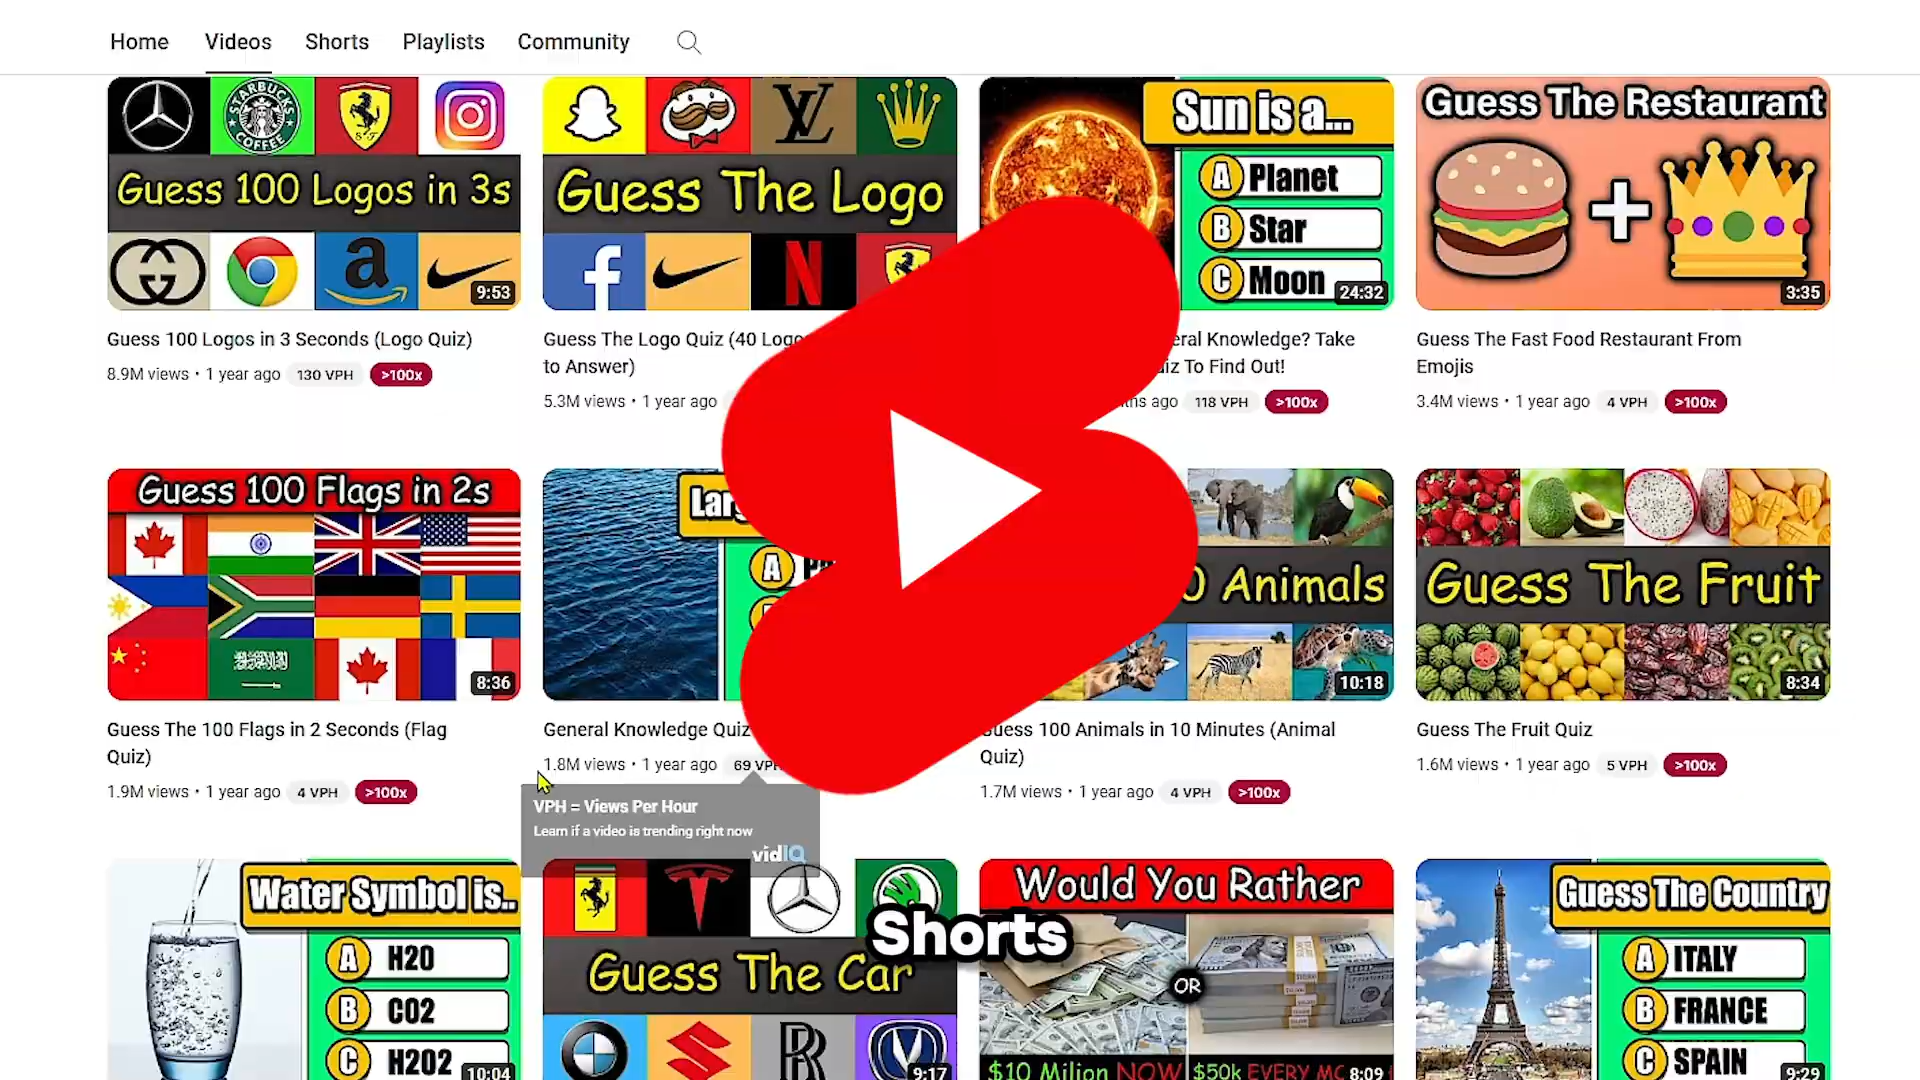 Home Videos Shorts Playlists Community
STARBUCKS
COFFEE
S F
Guess 100 Logos in 3s
9:53
Guess 100 Logos in 3 Seconds (Logo Quiz)
8.9M views • 1 year ago 130 VPH >100x
LV
Guess The Logo
Guess The Logo Quiz (40 Logo
to Answer)
5.3M views • 1 year ago
Sun is a...
A Planet
B Star
C Moon
24:32
Knowledge? Take
To Find Out!
ago 118 VPH >100x
Guess The Restaurant
3:35
Guess The Fast Food Restaurant From
Emojis
3.4M views • 1 year ago 4 VPH >100x
Guess 100 Flags in 2s
8:36
Guess The 100 Flags in 2 Seconds (Flag
Quiz)
1.9M views • 1 year ago 4 VPH >100x
A
General Knowledge Quiz
1.8M views • 1 year ago 69 VPH
VPH = Views Per Hour
Learn if a video is trending right now
vidIQ
Animals
10:18
Guess 100 Animals in 10 Minutes (Animal
Quiz)
1.7M views • 1 year ago 4 VPH >100x
Guess The Fruit
8:34
Guess The Fruit Quiz
1.6M views • 1 year ago 5 VPH >100x
Water Symbol is..
A H2O
B CO2
C H2O2
10:04
Guess The Car
9:17
Shorts
Would You Rather
OR
$10 Milion NOW $50k EVERY
8:09
Guess The Country
A ITALY
B FRANCE
C SPAIN
9:29